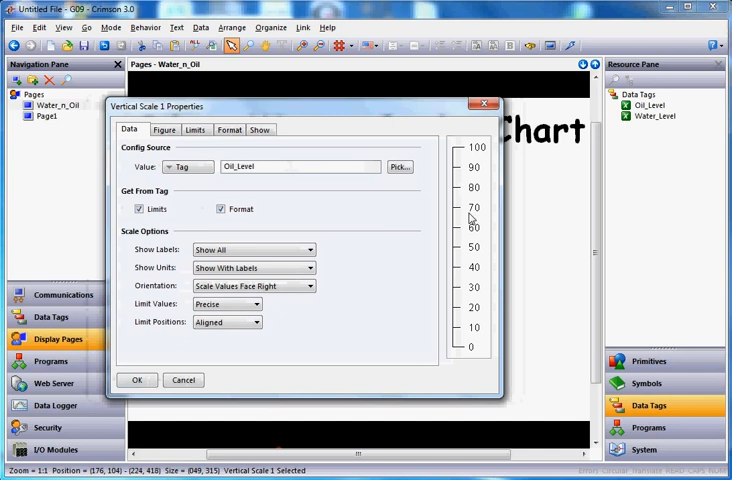 Untitled File - G09 - Crimson 3.0
File Edit View Go Mode Behavior Text Data Arrange Organize Link Help
Navigation Pane
Pages - Water_n_Oil
Resource Pane
Pages
Water_n_Oil
Page1
Data Tags
Oil_Level
Water_Level
Chart
Vertical Scale 1 Properties
Data Figure Limits Format Show
Config Source
Value: Tag Oil_Level Pick...
Get From Tag
Limits Format
Scale Options
Show Labels: Show All
Show Units: Show With Labels
Orientation: Scale Values Face Right
Limit Values: Precise
Limit Positions: Aligned
OK Cancel
100
90
80
70
60
50
40
30
20
10
0
Communications
Data Tags
Display Pages
Programs
Web Server
Data Logger
Security
I/O Modules
Primitives
Symbols
Data Tags
Programs
System
Zoom = 1:1 Position = (176, 104) - (224, 418) Size = (049, 315) Vertical Scale 1 Selected
Errors Circular Translate READ CAPS NUM